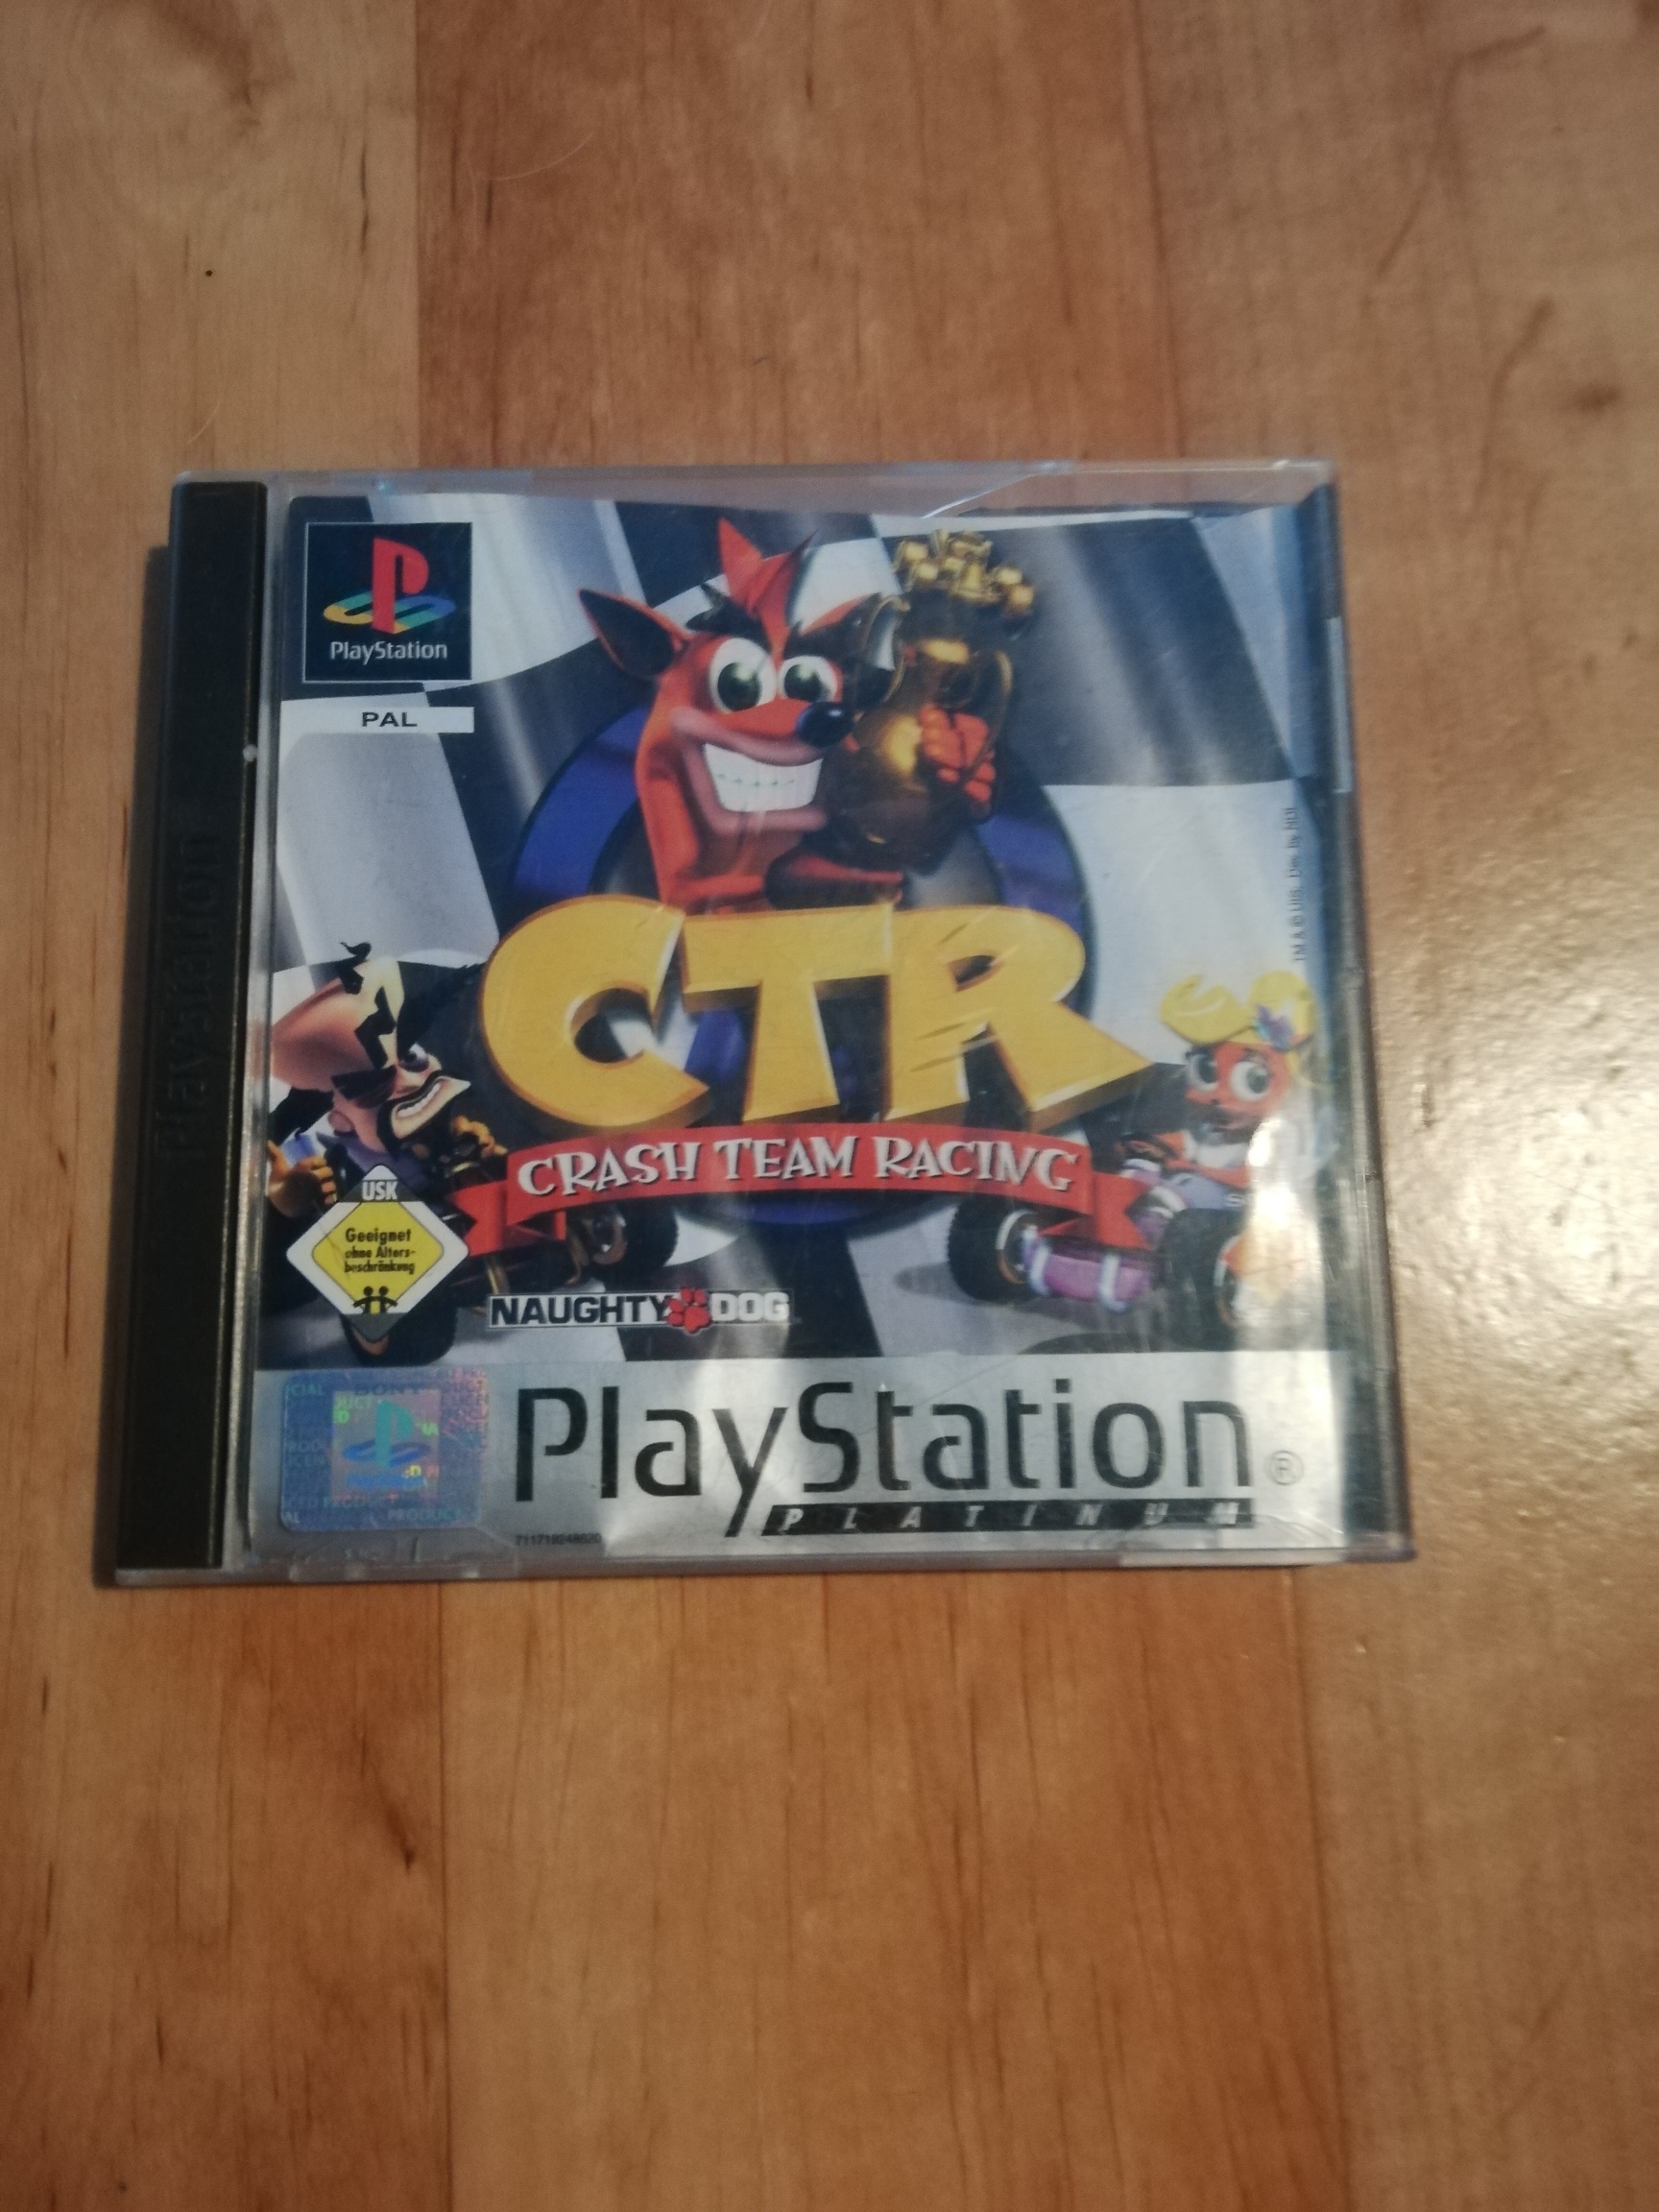 PlayStation
PAL
PlayStation
CTR
CRASH TEAM RACING
USK
Geeignet
ohne Alters-
beschränkung
NAUGHTY DOG
PlayStation®
PLATINUM